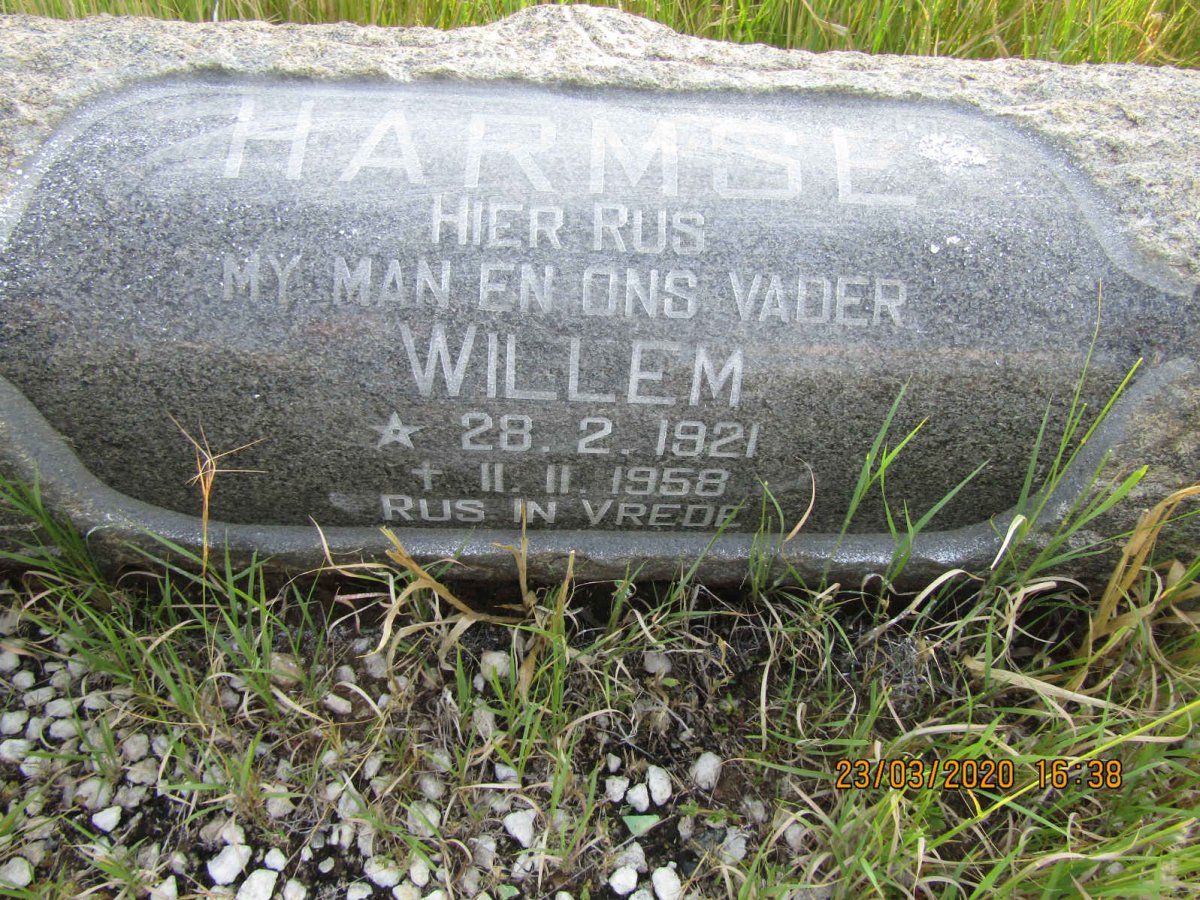 HARMSE
HIER RUS
MY MAN EN ONS VADER
WILLEM
★ 28. 2. 1921
† 11. 11. 1958
RUS IN VREDE
23/03/2020 16:38